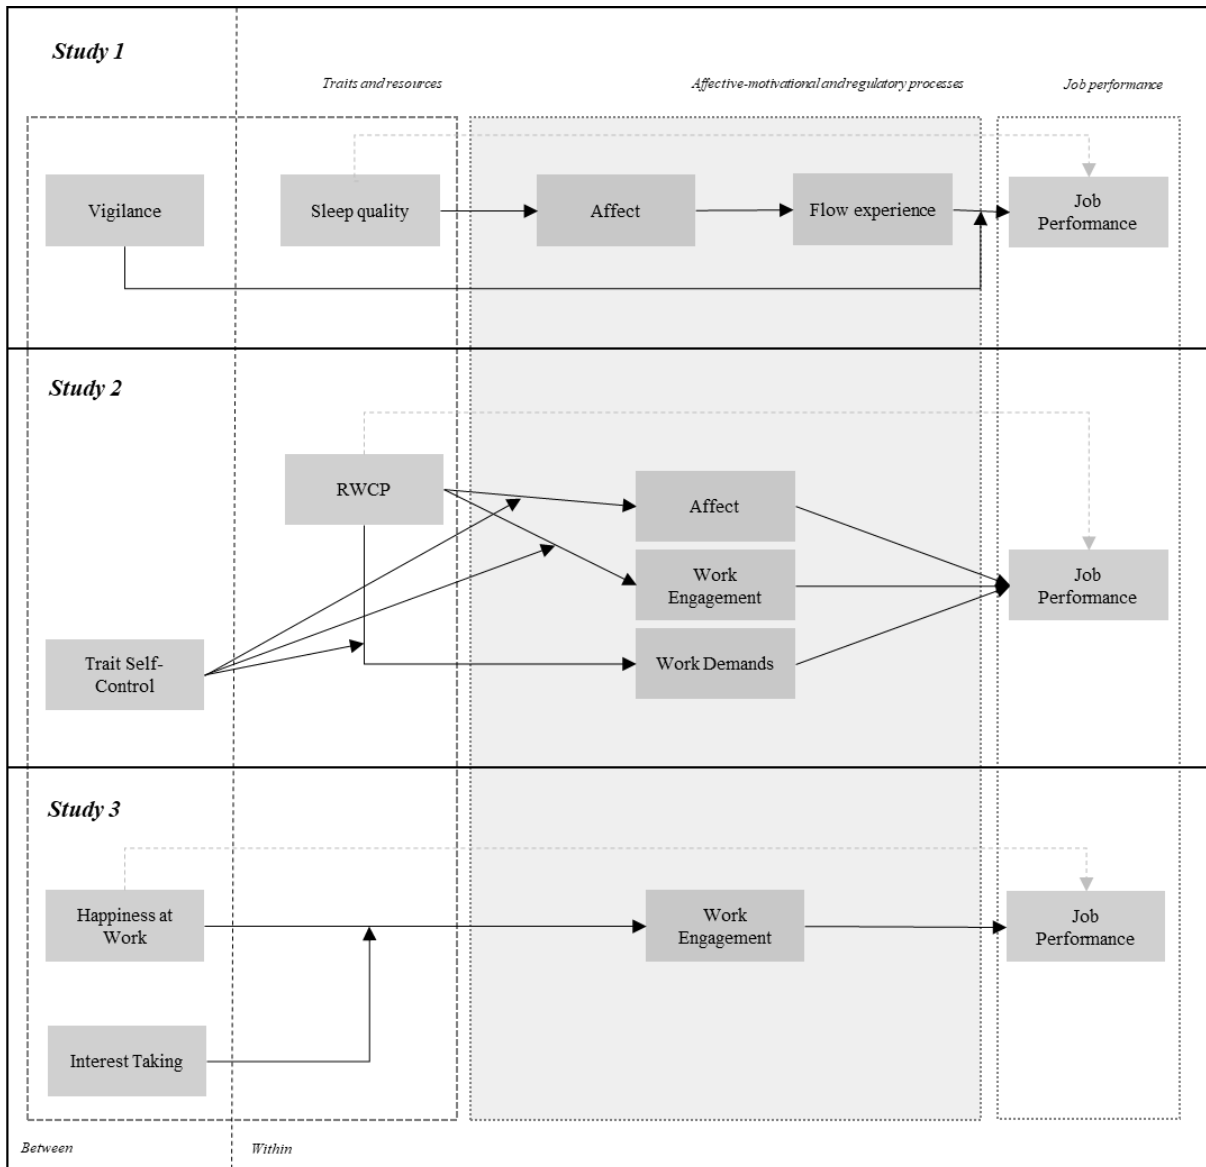 Study 1
Traits and resources
Affective-motivational and regulatory processes
Job performance
Vigilance
Sleep quality
Affect
Flow experience
Job
Performance
Study 2
RWCP
Affect
Work
Engagement
Job
Performance
Trait Self-
Control
Work Demands
Study 3
Happiness at
Work
Work
Engagement
Job
Performance
Interest Taking
Between
Within